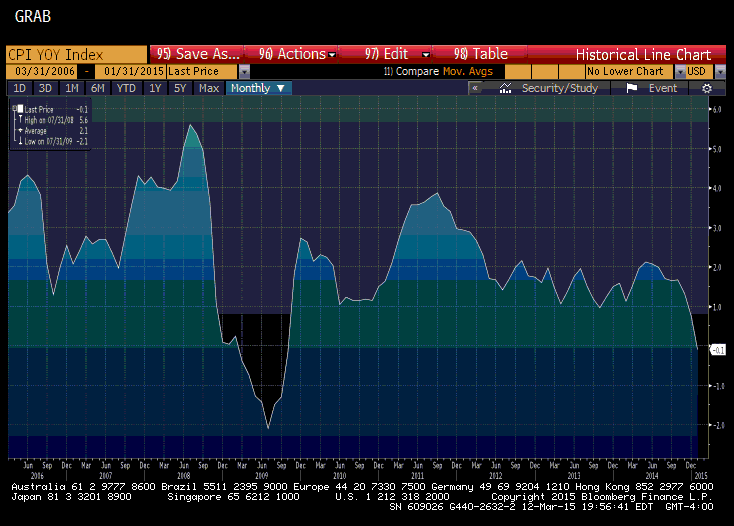 GRAB
CPI YOY Index 95) Save As... 96) Actions 97) Edit 98) Table Historical Line Chart
03/31/2006 - 01/31/2015 Last Price 11) Compare Mov. Avgs No Lower Chart USD
1D 3D 1M 6M YTD 1Y 5Y Max Monthly ▼ « Security/Study Event
Last Price -0.1
High on 07/31/08 5.6
Average 2.1
Low on 07/31/09 -2.1
6.0
5.0
4.0
3.0
2.0
1.0
-0.1
-1.0
-2.0
Jun Sep Dec Mar Jun Sep Dec Mar Jun Sep Dec Mar Jun Sep Dec Mar Jun Sep Dec Mar Jun Sep Dec Mar Jun Sep Dec Mar Jun Sep Dec Mar Jun Sep Dec
2006 2007 2008 2009 2010 2011 2012 2013 2014 2015
Australia 61 2 9777 8600 Brazil 5511 2395 9000 Europe 44 20 7330 7500 Germany 49 69 9204 1210 Hong Kong 852 2977 6000
Japan 81 3 3201 8900 Singapore 65 6212 1000 U.S. 1 212 318 2000 Copyright 2015 Bloomberg Finance L.P.
SN 609026 G440-2632-2 12-Mar-15 19:56:41 EDT GMT-4:00